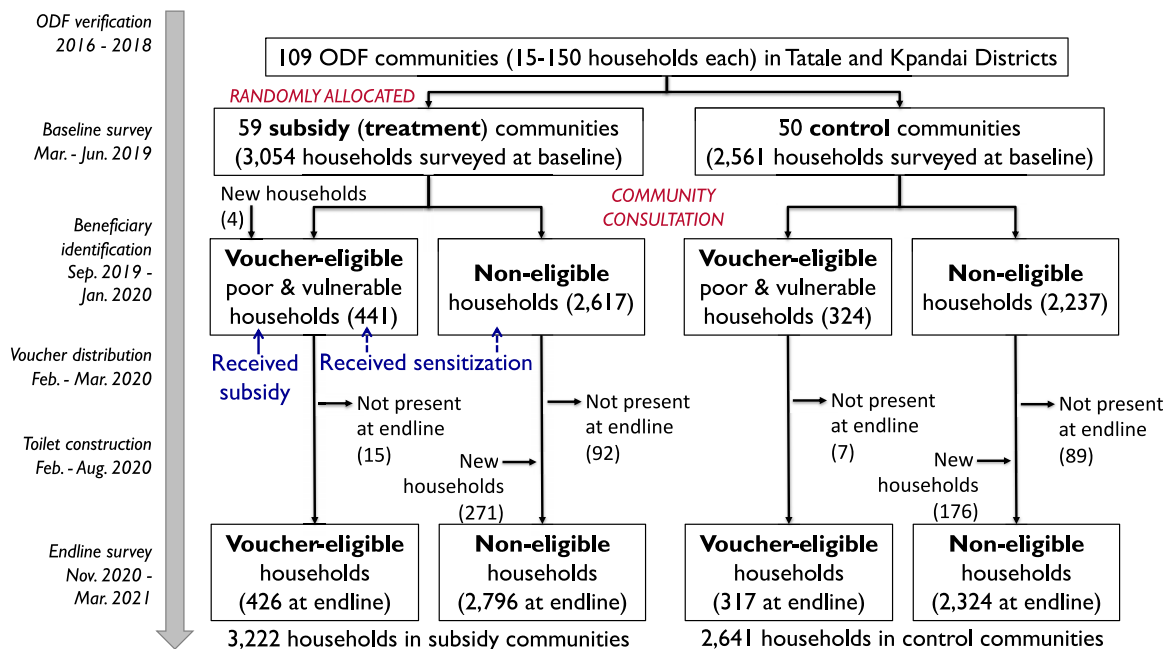 ODF verification
2016 - 2018
109 ODF communities (15-150 households each) in Tatale and Kpandai Districts
RANDOMLY ALLOCATED
Baseline survey
Mar. - Jun. 2019
59 subsidy (treatment) communities
(3,054 households surveyed at baseline)
50 control communities
(2,561 households surveyed at baseline)
New households
(4)
COMMUNITY
CONSULTATION
Beneficiary
identification
Sep. 2019 -
Jan. 2020
Voucher-eligible
poor & vulnerable
households (441)
Non-eligible
households (2,617)
Voucher-eligible
poor & vulnerable
households (324)
Non-eligible
households (2,237)
Voucher distribution
Feb. - Mar. 2020
Received
subsidy
Received sensitization
Toilet construction
Feb. - Aug. 2020
Not present
at endline
(15)
Not present
at endline
(92)
New
households
(271)
Not present
at endline
(7)
Not present
at endline
(89)
New
households
(176)
Endline survey
Nov. 2020 -
Mar. 2021
Voucher-eligible
households
(426 at endline)
Non-eligible
households
(2,796 at endline)
Voucher-eligible
households
(317 at endline)
Non-eligible
households
(2,324 at endline)
3,222 households in subsidy communities
2,641 households in control communities